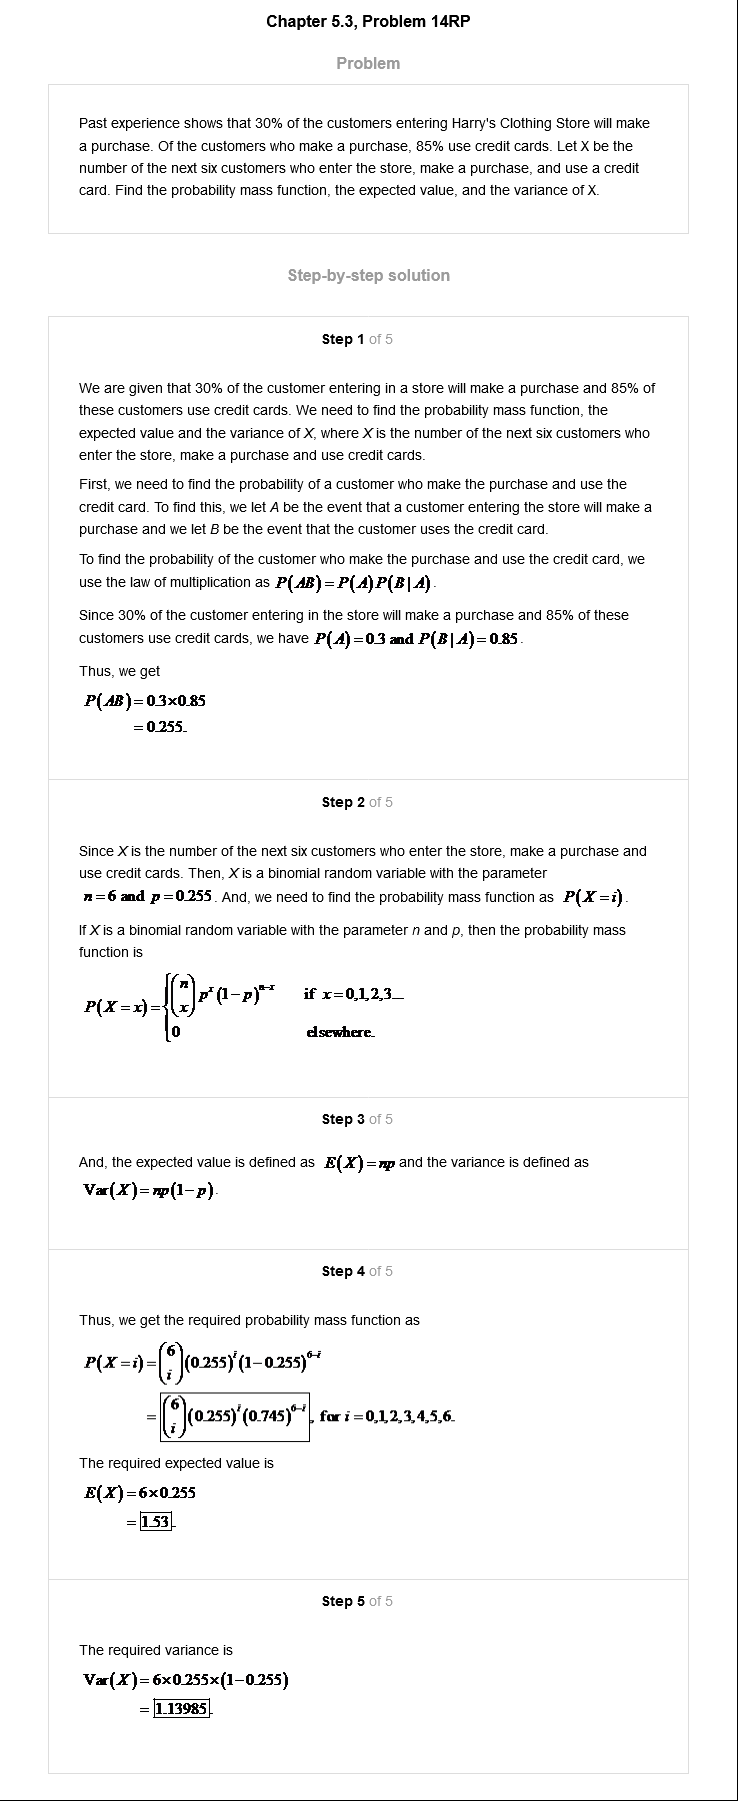 Chapter 5.3, Problem 14RP
Problem
Past experience shows that 30% of the customers entering Harry's Clothing Store will make
a purchase. Of the customers who make a purchase, 85% use credit cards. Let X be the
number of the next six customers who enter the store, make a purchase, and use a credit
card. Find the probability mass function, the expected value, and the variance of X.
Step-by-step solution
Step 1 of 5
We are given that 30% of the customer entering in a store will make a purchase and 85% of
these customers use credit cards. We need to find the probability mass function, the
expected value and the variance of X, where X is the number of the next six customers who
enter the store, make a purchase and use credit cards.
First, we need to find the probability of a customer who make the purchase and use the
credit card. To find this, we let A be the event that a customer entering the store will make a
purchase and we let B be the event that the customer uses the credit card.
To find the probability of the customer who make the purchase and use the credit card, we
use the law of multiplication as P(AB)=P(A)P(B|A).
Since 30% of the customer entering in the store will make a purchase and 85% of these
customers use credit cards, we have P(A)=0.3 and P(B|A)=0.85.
Thus, we get
P(AB)=0.3×0.85
=0.255.
Step 2 of 5
Since X is the number of the next six customers who enter the store, make a purchase and
use credit cards. Then, X is a binomial random variable with the parameter
n=6 and p=0.255. And, we need to find the probability mass function as P(X=i).
If X is a binomial random variable with the parameter n and p, then the probability mass
function is
P(X=x)={(n x)p^x(1-p)^(n-x) if x=0,1,2,3...
0 elsewhere.
Step 3 of 5
And, the expected value is defined as E(X)=np and the variance is defined as
Var(X)=np(1-p).
Step 4 of 5
Thus, we get the required probability mass function as
P(X=i)=(6 i)(0.255)^i(1-0.255)^(6-i)
=(6 i)(0.255)^i(0.745)^(6-i), for i=0,1,2,3,4,5,6.
The required expected value is
E(X)=6×0.255
=1.53.
Step 5 of 5
The required variance is
Var(X)=6×0.255×(1-0.255)
=1.13985.